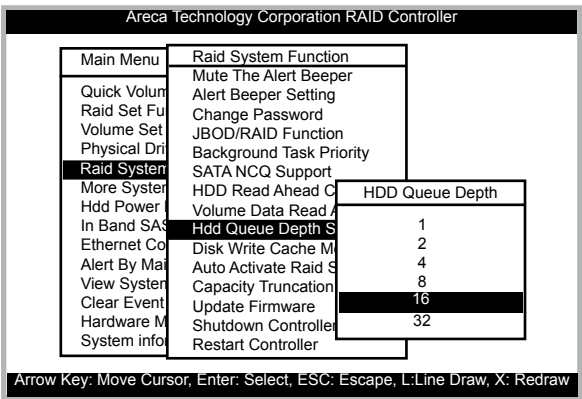 Areca Technology Corporation RAID Controller
Main Menu
Quick Volum
Raid Set Fu
Volume Set
Physical Dri
Raid System
More System
Hdd Power
In Band SAS
Ethernet Co
Alert By Mai
View System
Clear Event
Hardware M
System infor
Raid System Function
Mute The Alert Beeper
Alert Beeper Setting
Change Password
JBOD/RAID Function
Background Task Priority
SATA NCQ Support
HDD Read Ahead C
Volume Data Read A
Hdd Queue Depth S
Disk Write Cache M
Auto Activate Raid S
Capacity Truncation
Update Firmware
Shutdown Controller
Restart Controller
HDD Queue Depth
1
2
4
8
16
32
Arrow Key: Move Cursor, Enter: Select, ESC: Escape, L:Line Draw, X: Redraw